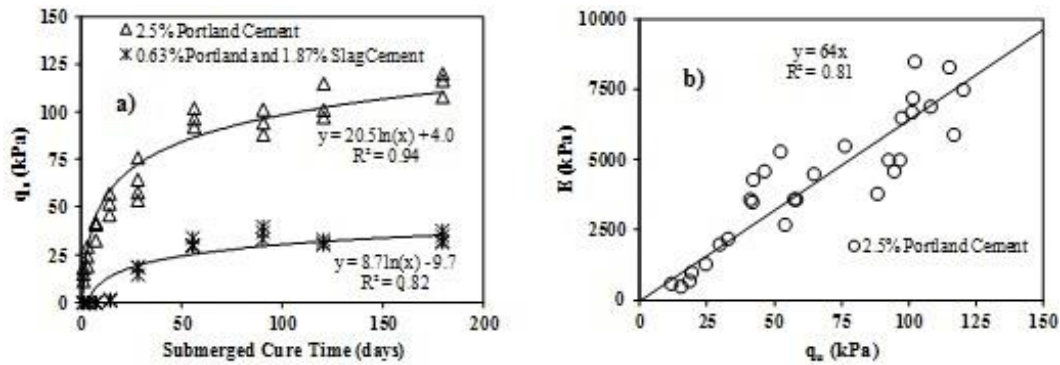 150
125
100
75
50
25
0
qᵤ (kPa)
2.5% Portland Cement
0.63% Portland and 1.87% Slag Cement
a)
y = 20.5ln(x) + 4.0
R² = 0.94
y = 8.7ln(x) - 9.7
R² = 0.82
0 50 100 150 200
Submerged Cure Time (days)
10000
7500
5000
2500
0
E (kPa)
b)
y = 64x
R² = 0.81
2.5% Portland Cement
0 25 50 75 100 125 150
qᵤ (kPa)